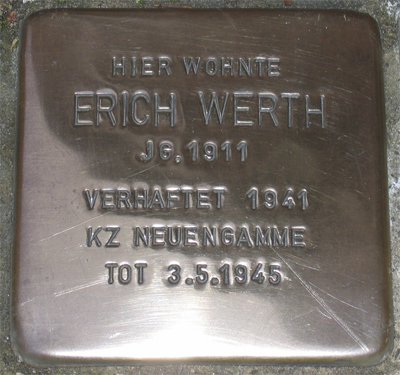 HIER WOHNTE
ERICH WERTH
JG. 1911
VERHAFTET 1941
KZ NEUENGAMME
TOT 3.5.1945